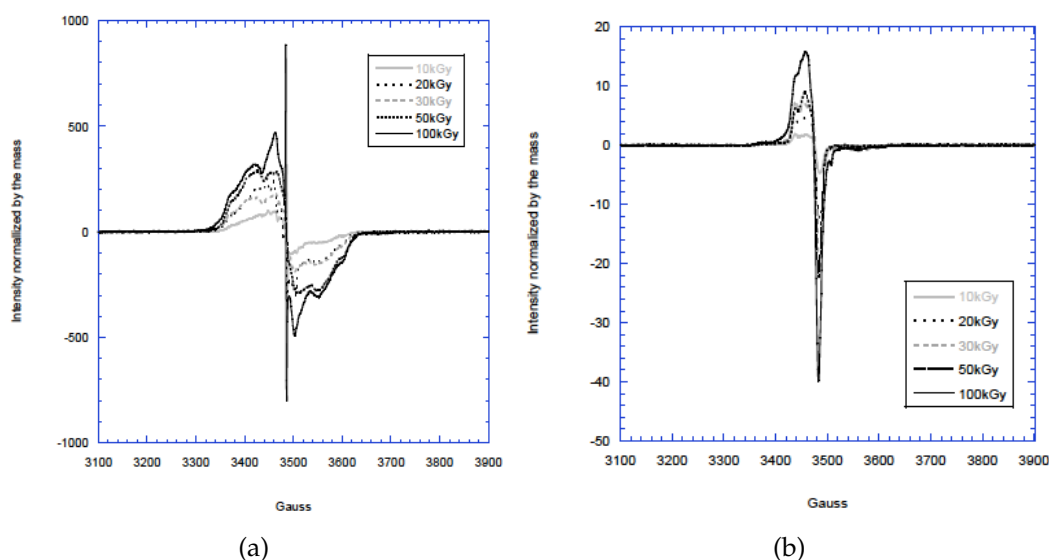 1000
500
0
-500
-1000
Intensity normalized by the mass
10kGy
20kGy
30kGy
50kGy
100kGy
3100 3200 3300 3400 3500 3600 3700 3800 3900
Gauss
(a)
20
10
0
-10
-20
-30
-40
-50
Intensity normalized by the mass
10kGy
20kGy
30kGy
50kGy
100kGy
3100 3200 3300 3400 3500 3600 3700 3800 3900
Gauss
(b)